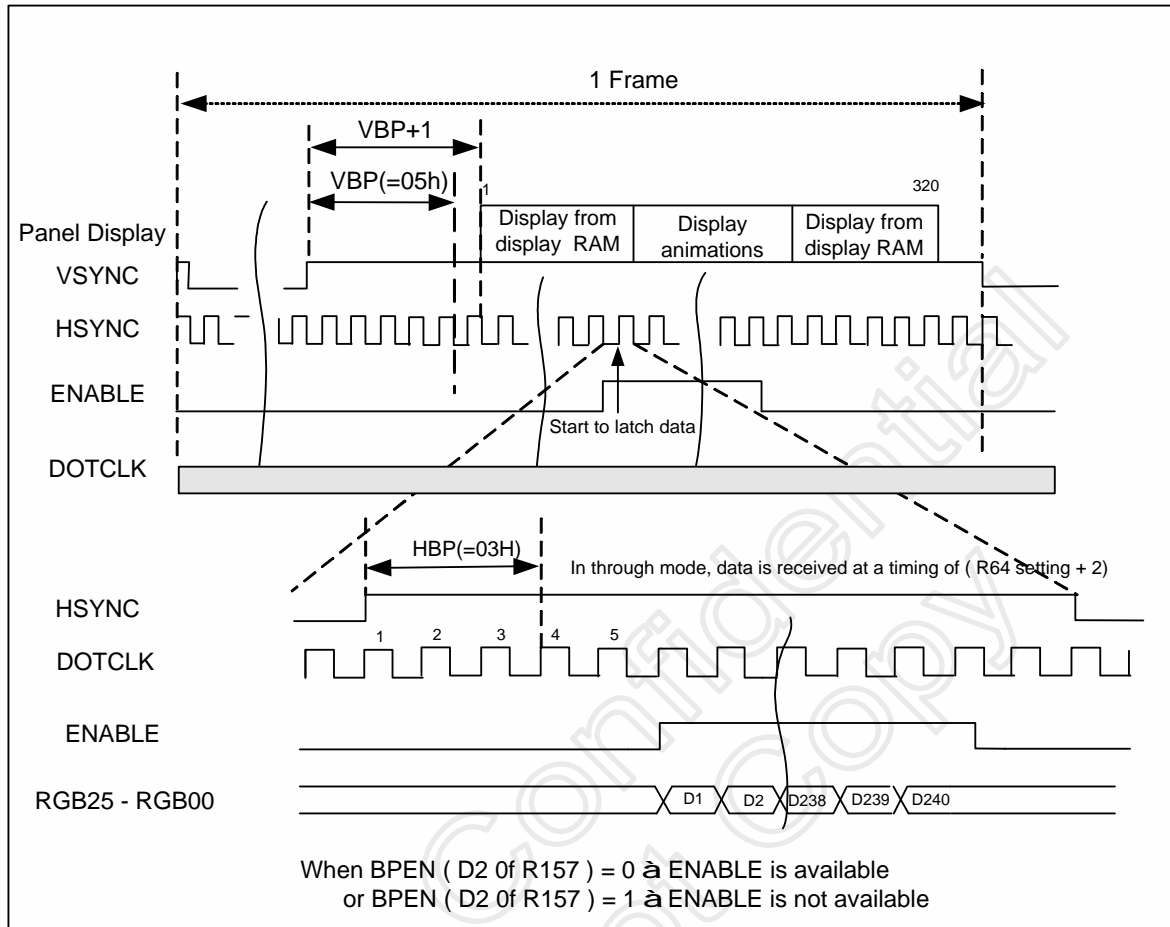 1 Frame
VBP+1
VBP(=05h)
1
320
Panel Display
Display from
display RAM
Display
animations
Display from
display RAM
VSYNC
HSYNC
ENABLE
Start to latch data
DOTCLK
HBP(=03H)
In through mode, data is received at a timing of ( R64 setting + 2)
HSYNC
1 2 3 4 5
DOTCLK
ENABLE
RGB25 - RGB00
D1 D2 D238 D239 D240
When BPEN ( D2 0f R157 ) = 0 à ENABLE is available
or BPEN ( D2 0f R157 ) = 1 à ENABLE is not available
Confidential
Copy